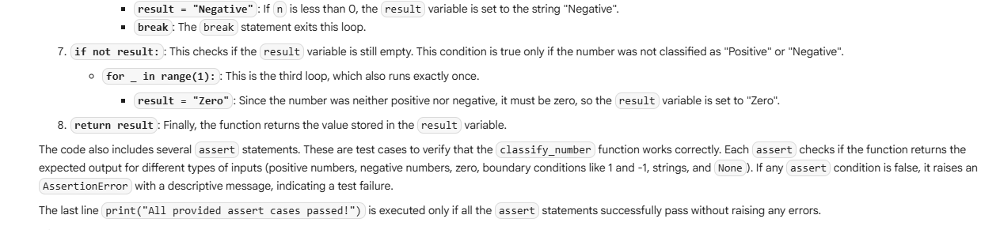 ▪ result = "Negative": If n is less than 0, the result variable is set to the string "Negative".
▪ break: The break statement exits this loop.
7. if not result:: This checks if the result variable is still empty. This condition is true only if the number was not classified as "Positive" or "Negative".
○ for _ in range(1):: This is the third loop, which also runs exactly once.
▪ result = "Zero": Since the number was neither positive nor negative, it must be zero, so the result variable is set to "Zero".
8. return result: Finally, the function returns the value stored in the result variable.
The code also includes several assert statements. These are test cases to verify that the classify_number function works correctly. Each assert checks if the function returns the
expected output for different types of inputs (positive numbers, negative numbers, zero, boundary conditions like 1 and -1, strings, and None). If any assert condition is false, it raises an
AssertionError with a descriptive message, indicating a test failure.
The last line print("All provided assert cases passed!") is executed only if all the assert statements successfully pass without raising any errors.